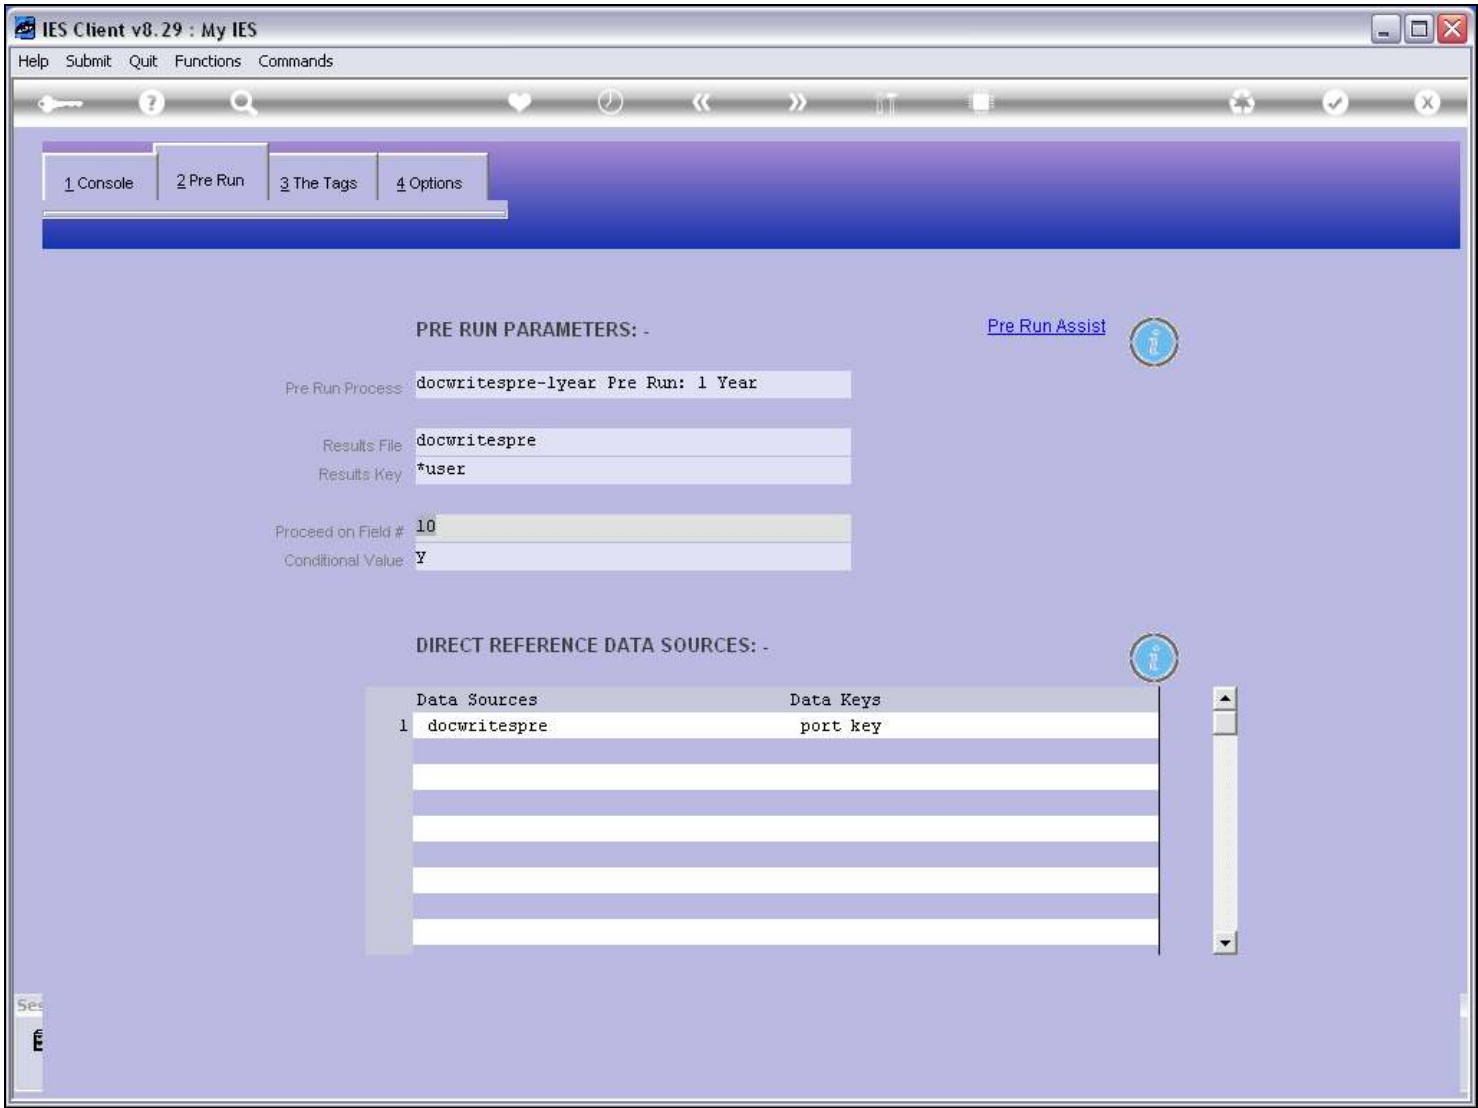 IES Client v8.29 : My IES
Help Submit Quit Functions Commands
1 Console 2 Pre Run 3 The Tags 4 Options
PRE RUN PARAMETERS: -
Pre Run Assist
Pre Run Process docwritespre-1year Pre Run: 1 Year
Results File docwritespre
Results Key *user
Proceed on Field # 10
Conditional Value Y
DIRECT REFERENCE DATA SOURCES: -
Data Sources Data Keys
1 docwritespre port key
Ses